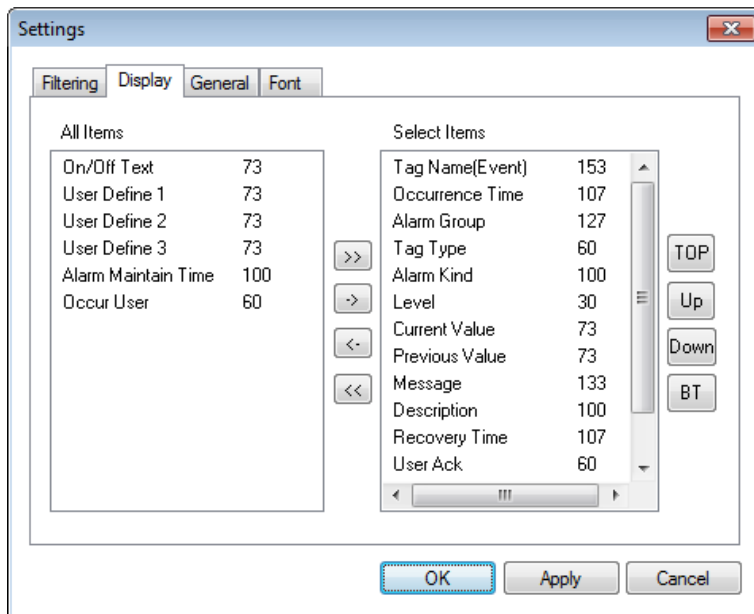 Settings
Filtering Display General Font
All Items
On/Off Text 73
User Define 1 73
User Define 2 73
User Define 3 73
Alarm Maintain Time 100
Occur User 60
>>
->
<-
<<
Select Items
Tag Name(Event) 153
Occurrence Time 107
Alarm Group 127
Tag Type 60
Alarm Kind 100
Level 30
Current Value 73
Previous Value 73
Message 133
Description 100
Recovery Time 107
User Ack 60
TOP
Up
Down
BT
OK Apply Cancel